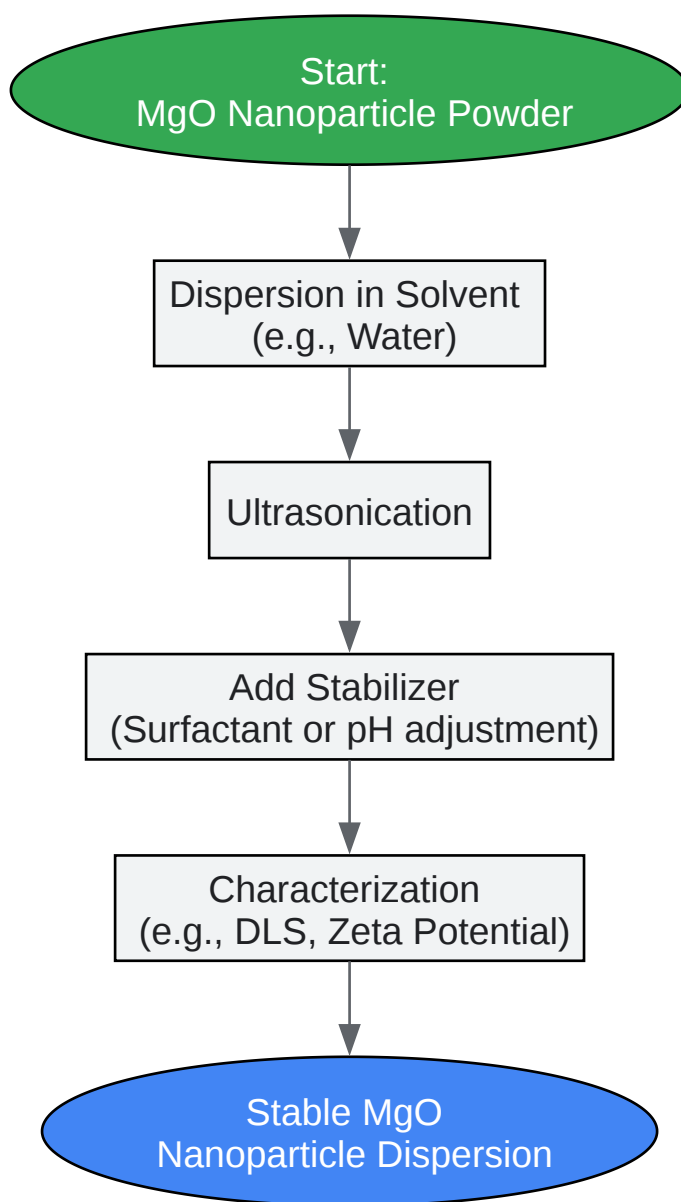 Start:
MgO Nanoparticle Powder
Dispersion in Solvent
(e.g., Water)
Ultrasonication
Add Stabilizer
(Surfactant or pH adjustment)
Characterization
(e.g., DLS, Zeta Potential)
Stable MgO
Nanoparticle Dispersion